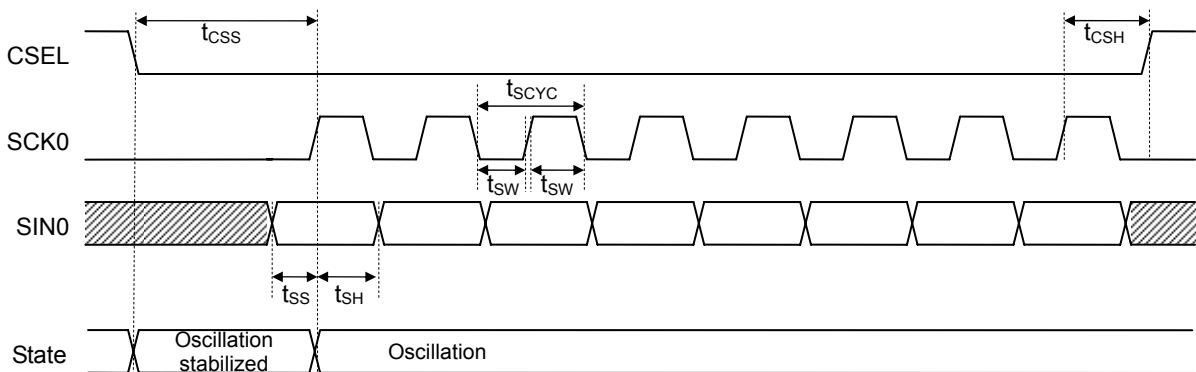 tCSS
tCSH
CSEL
tSCYC
SCK0
tSW
tSW
SIN0
tSS
tSH
State
Oscillation
stabilized
Oscillation